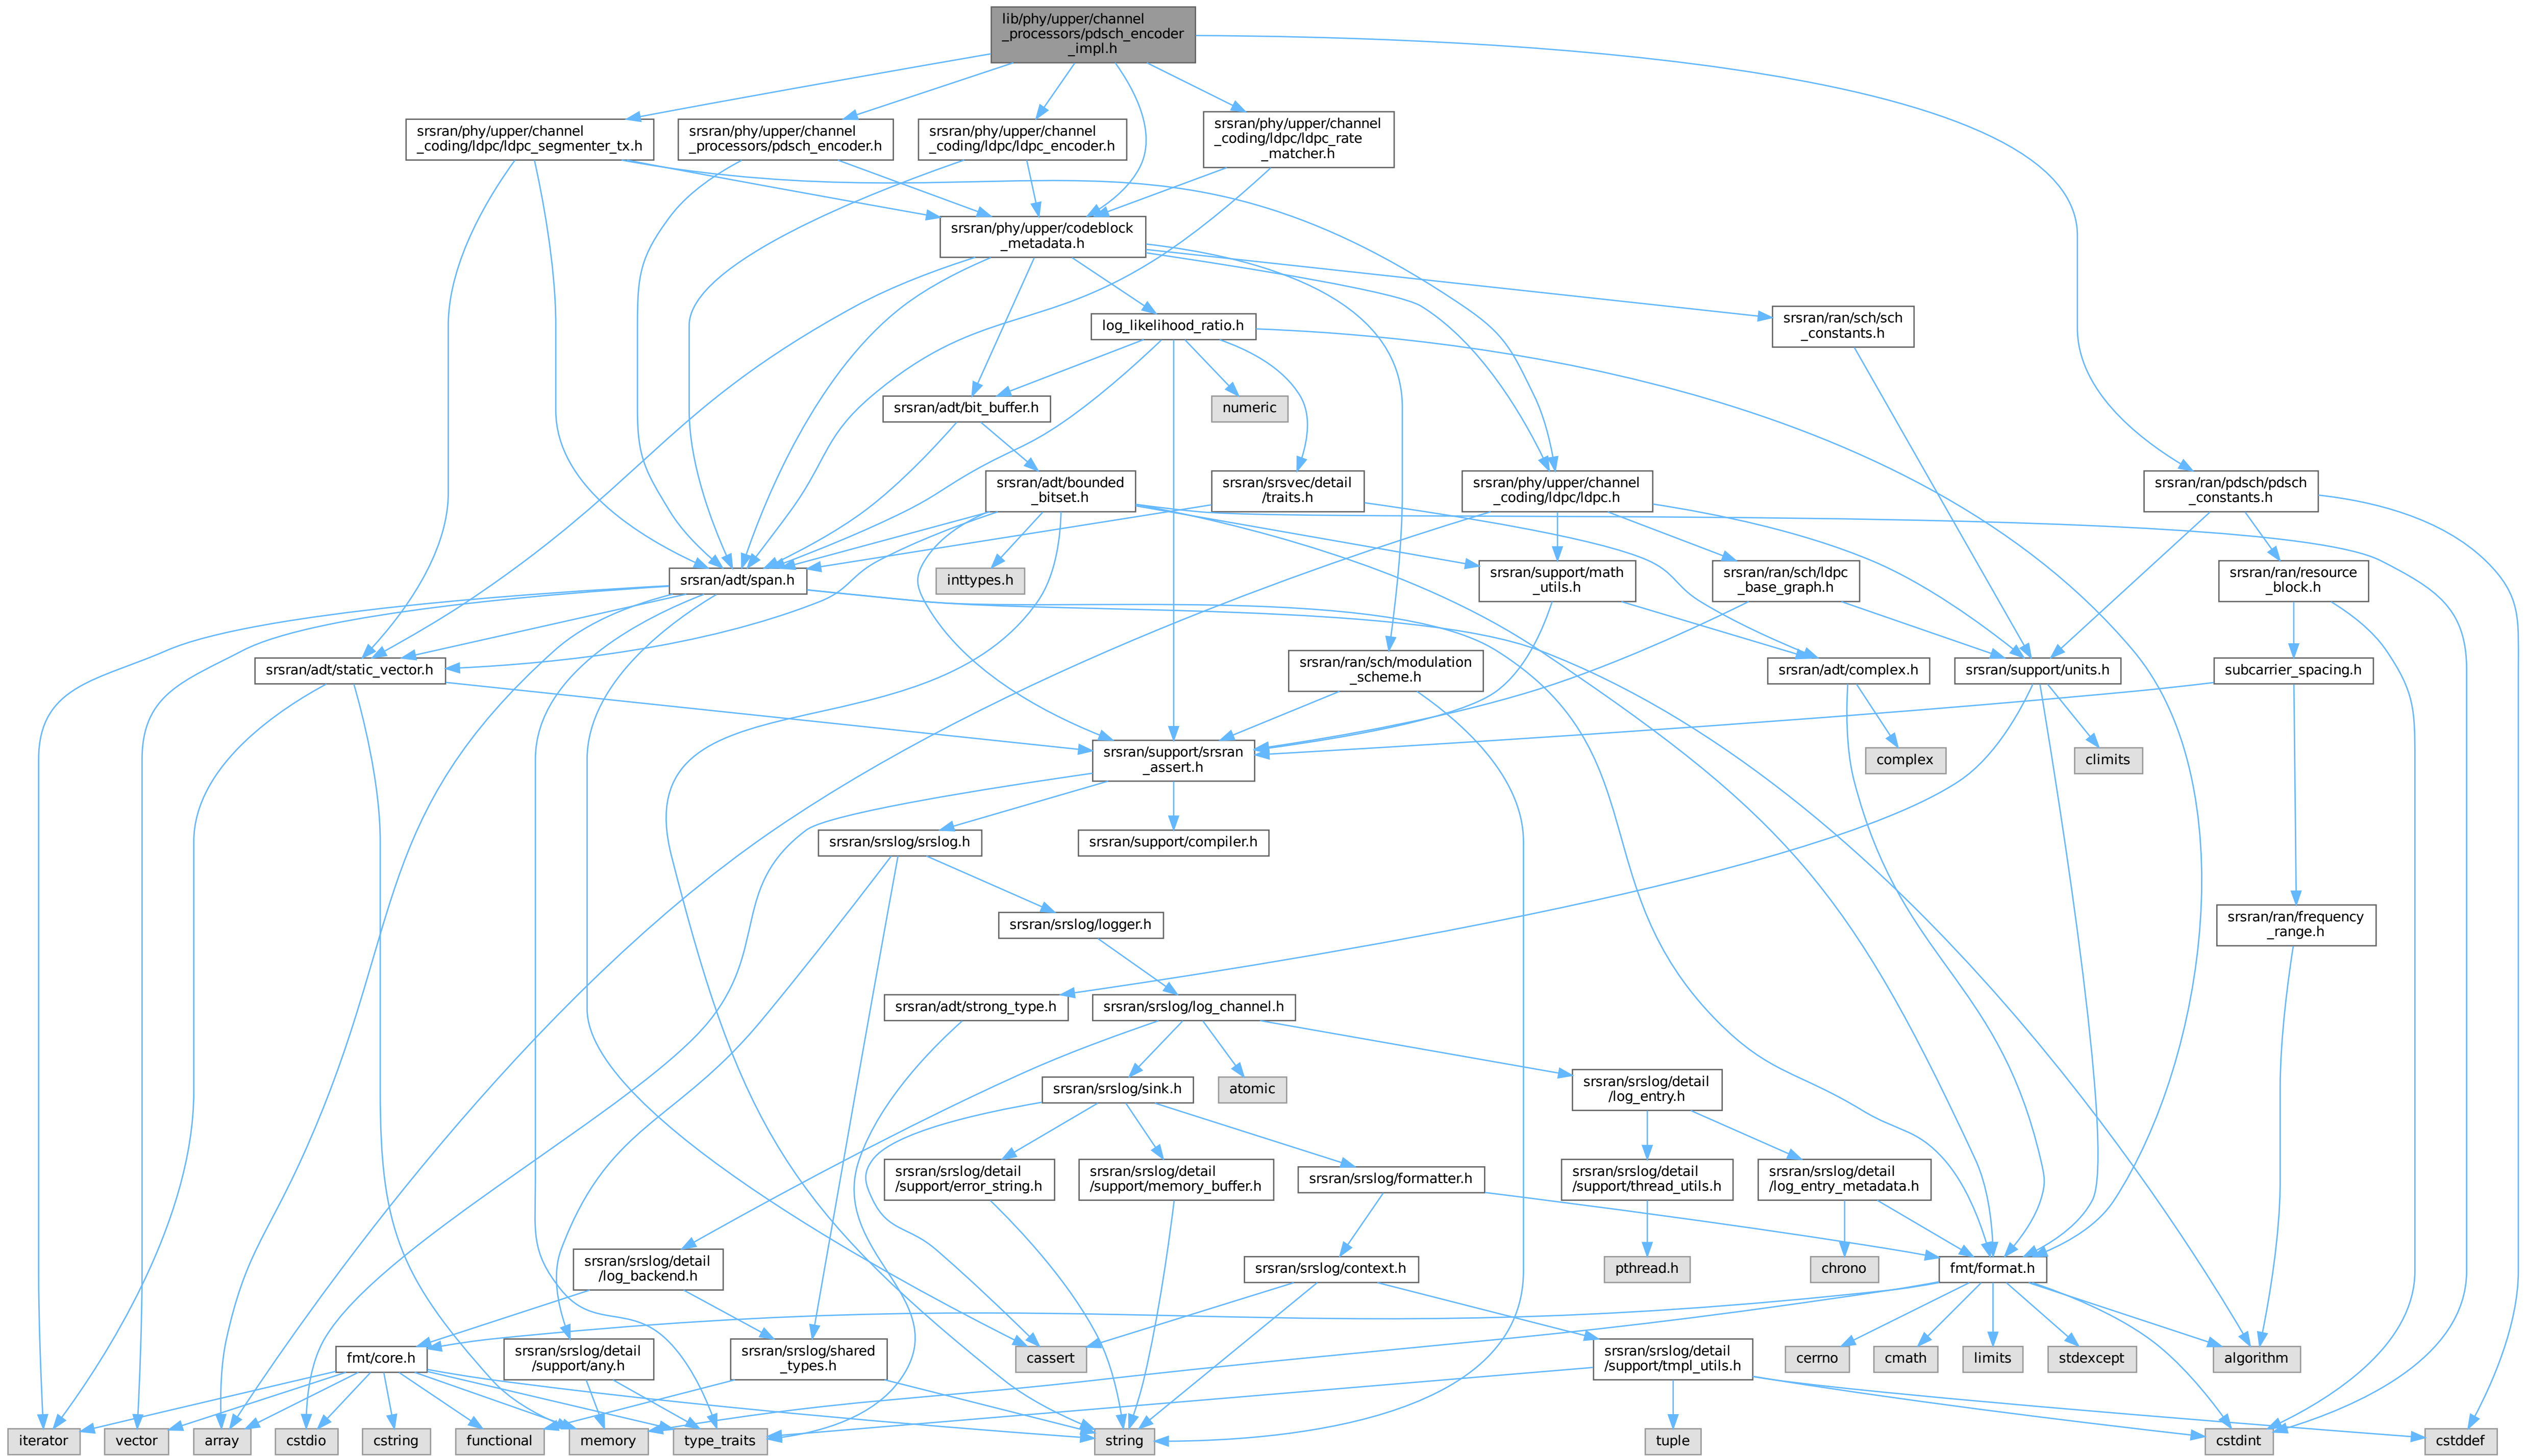 lib/phy/upper/channel
_processors/pdsch_encoder
_impl.h
srsran/phy/upper/channel
_coding/ldpc/ldpc_segmenter_tx.h
srsran/phy/upper/channel
_processors/pdsch_encoder.h
srsran/phy/upper/channel
_coding/ldpc/ldpc_encoder.h
srsran/phy/upper/channel
_coding/ldpc/ldpc_rate
_matcher.h
srsran/phy/upper/codeblock
_metadata.h
log_likelihood_ratio.h
srsran/ran/sch/sch
_constants.h
srsran/adt/bit_buffer.h
numeric
srsran/adt/bounded
_bitset.h
srsran/srsvec/detail
/traits.h
srsran/phy/upper/channel
_coding/ldpc/ldpc.h
srsran/ran/pdsch/pdsch
_constants.h
srsran/adt/span.h
inttypes.h
srsran/support/math
_utils.h
srsran/ran/sch/ldpc
_base_graph.h
srsran/ran/resource
_block.h
srsran/adt/static_vector.h
srsran/ran/sch/modulation
_scheme.h
srsran/adt/complex.h
srsran/support/units.h
subcarrier_spacing.h
srsran/support/srsran
_assert.h
complex
climits
srsran/srslog/srslog.h
srsran/support/compiler.h
srsran/srslog/logger.h
srsran/ran/frequency
_range.h
srsran/adt/strong_type.h
srsran/srslog/log_channel.h
srsran/srslog/sink.h
atomic
srsran/srslog/detail
/log_entry.h
srsran/srslog/detail
/support/error_string.h
srsran/srslog/detail
/support/memory_buffer.h
srsran/srslog/formatter.h
srsran/srslog/detail
/support/thread_utils.h
srsran/srslog/detail
/log_entry_metadata.h
srsran/srslog/detail
/log_backend.h
srsran/srslog/context.h
pthread.h
chrono
fmt/format.h
fmt/core.h
srsran/srslog/detail
/support/any.h
srsran/srslog/shared
_types.h
cassert
srsran/srslog/detail
/support/tmpl_utils.h
cerrno
cmath
limits
stdexcept
algorithm
iterator
vector
array
cstdio
cstring
functional
memory
type_traits
string
tuple
cstdint
cstddef